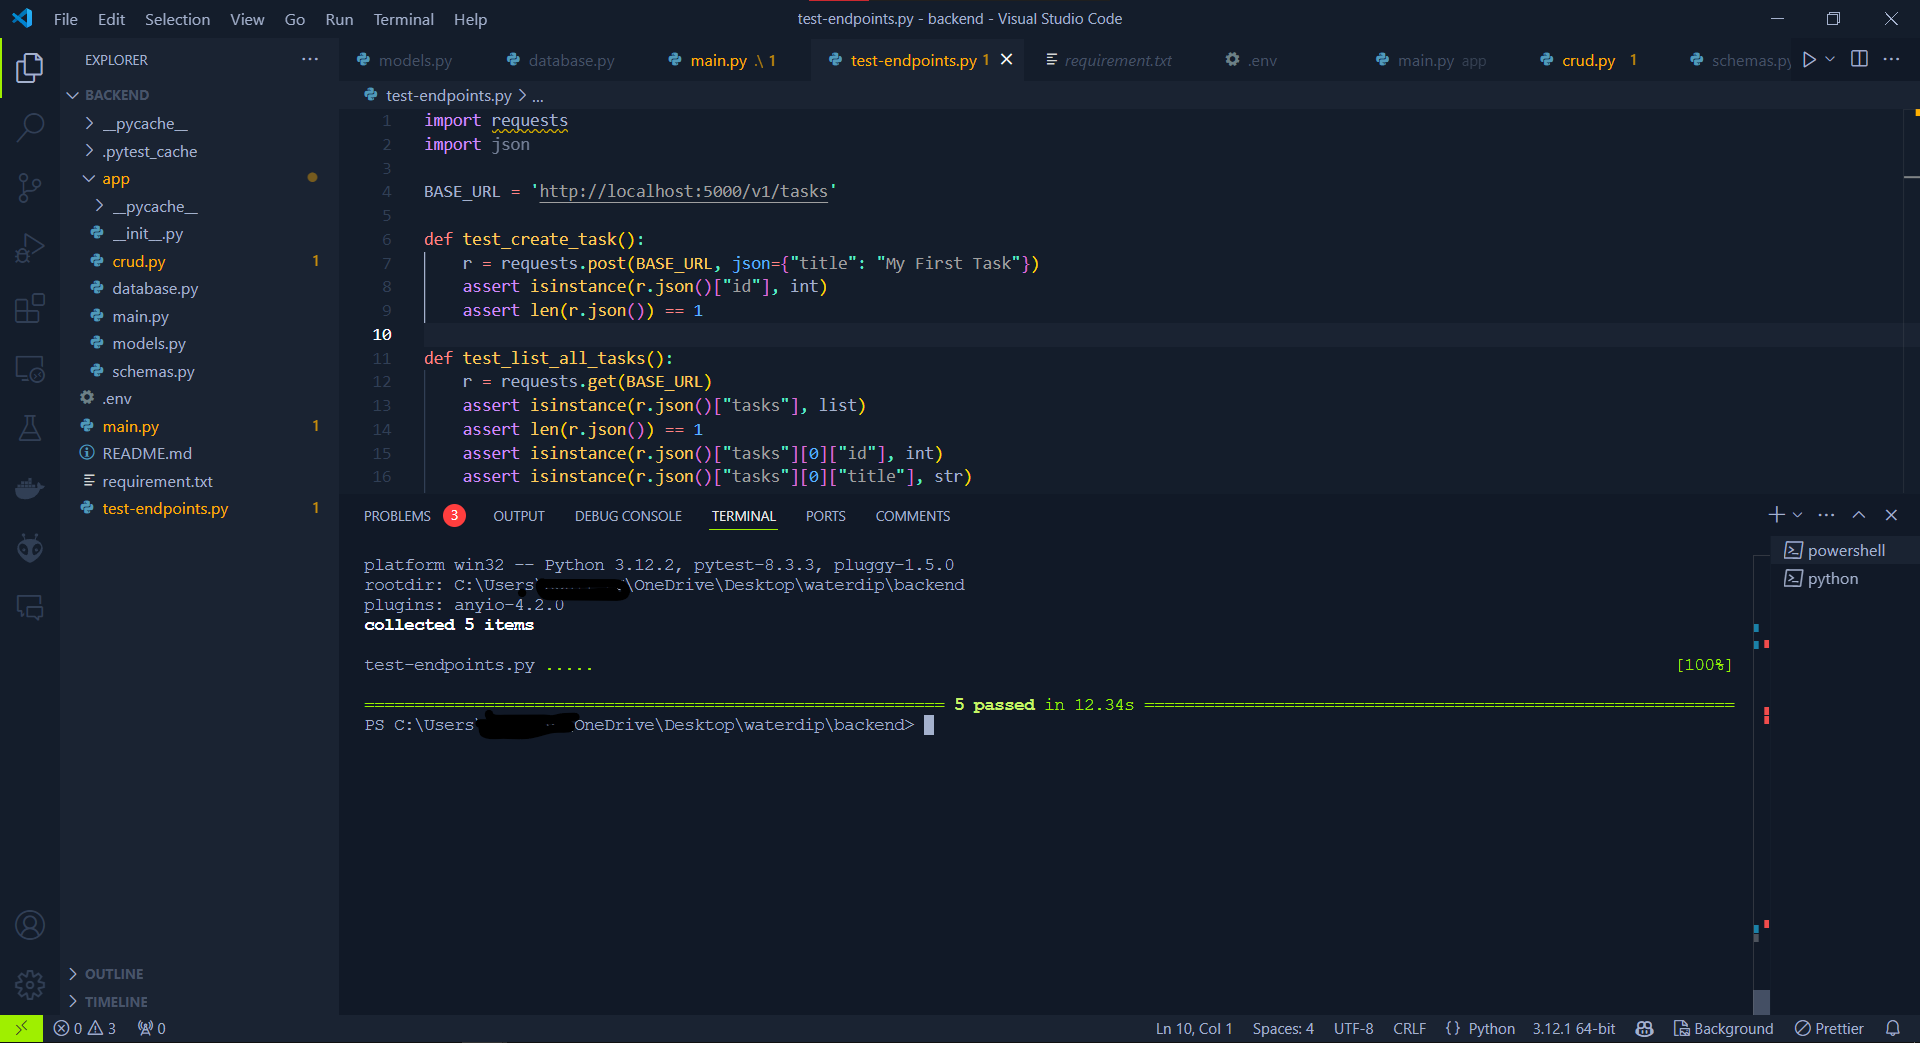 File Edit Selection View Go Run Terminal Help
test-endpoints.py - backend - Visual Studio Code
EXPLORER
BACKEND
__pycache__
.pytest_cache
app
__pycache__
__init__.py
crud.py 1
database.py
main.py
models.py
schemas.py
.env
main.py 1
README.md
requirement.txt
test-endpoints.py 1
OUTLINE
TIMELINE
models.py database.py main.py .\ 1 test-endpoints.py 1 requirement.txt .env main.py app crud.py 1 schemas.py
test-endpoints.py > ...
1 import requests
2 import json
3
4 BASE_URL = 'http://localhost:5000/v1/tasks'
5
6 def test_create_task():
7 r = requests.post(BASE_URL, json={"title": "My First Task"})
8 assert isinstance(r.json()["id"], int)
9 assert len(r.json()) == 1
10
11 def test_list_all_tasks():
12 r = requests.get(BASE_URL)
13 assert isinstance(r.json()["tasks"], list)
14 assert len(r.json()) == 1
15 assert isinstance(r.json()["tasks"][0]["id"], int)
16 assert isinstance(r.json()["tasks"][0]["title"], str)
PROBLEMS 3 OUTPUT DEBUG CONSOLE TERMINAL PORTS COMMENTS
platform win32 -- Python 3.12.2, pytest-8.3.3, pluggy-1.5.0
rootdir: C:\Users\ \OneDrive\Desktop\waterdip\backend
plugins: anyio-4.2.0
collected 5 items
test-endpoints.py ..... [100%]
========================================================== 5 passed in 12.34s ===========================================================
PS C:\Users OneDrive\Desktop\waterdip\backend>
powershell
python
0 3 0
Ln 10, Col 1 Spaces: 4 UTF-8 CRLF {} Python 3.12.1 64-bit Background Prettier